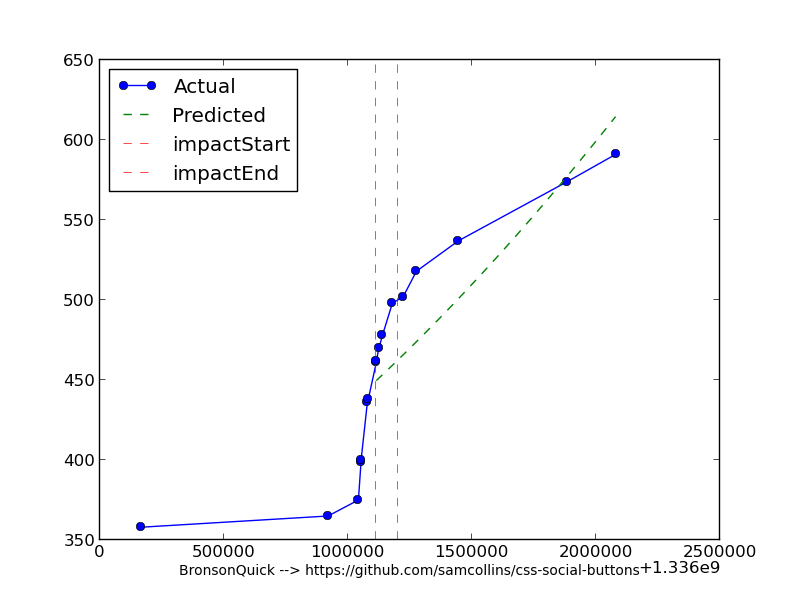 650
600
550
500
450
400
350
Actual
Predicted
impactStart
impactEnd
0 500000 1000000 1500000 2000000 2500000
BronsonQuick --> https://github.com/samcollins/css-social-buttons +1.336e9